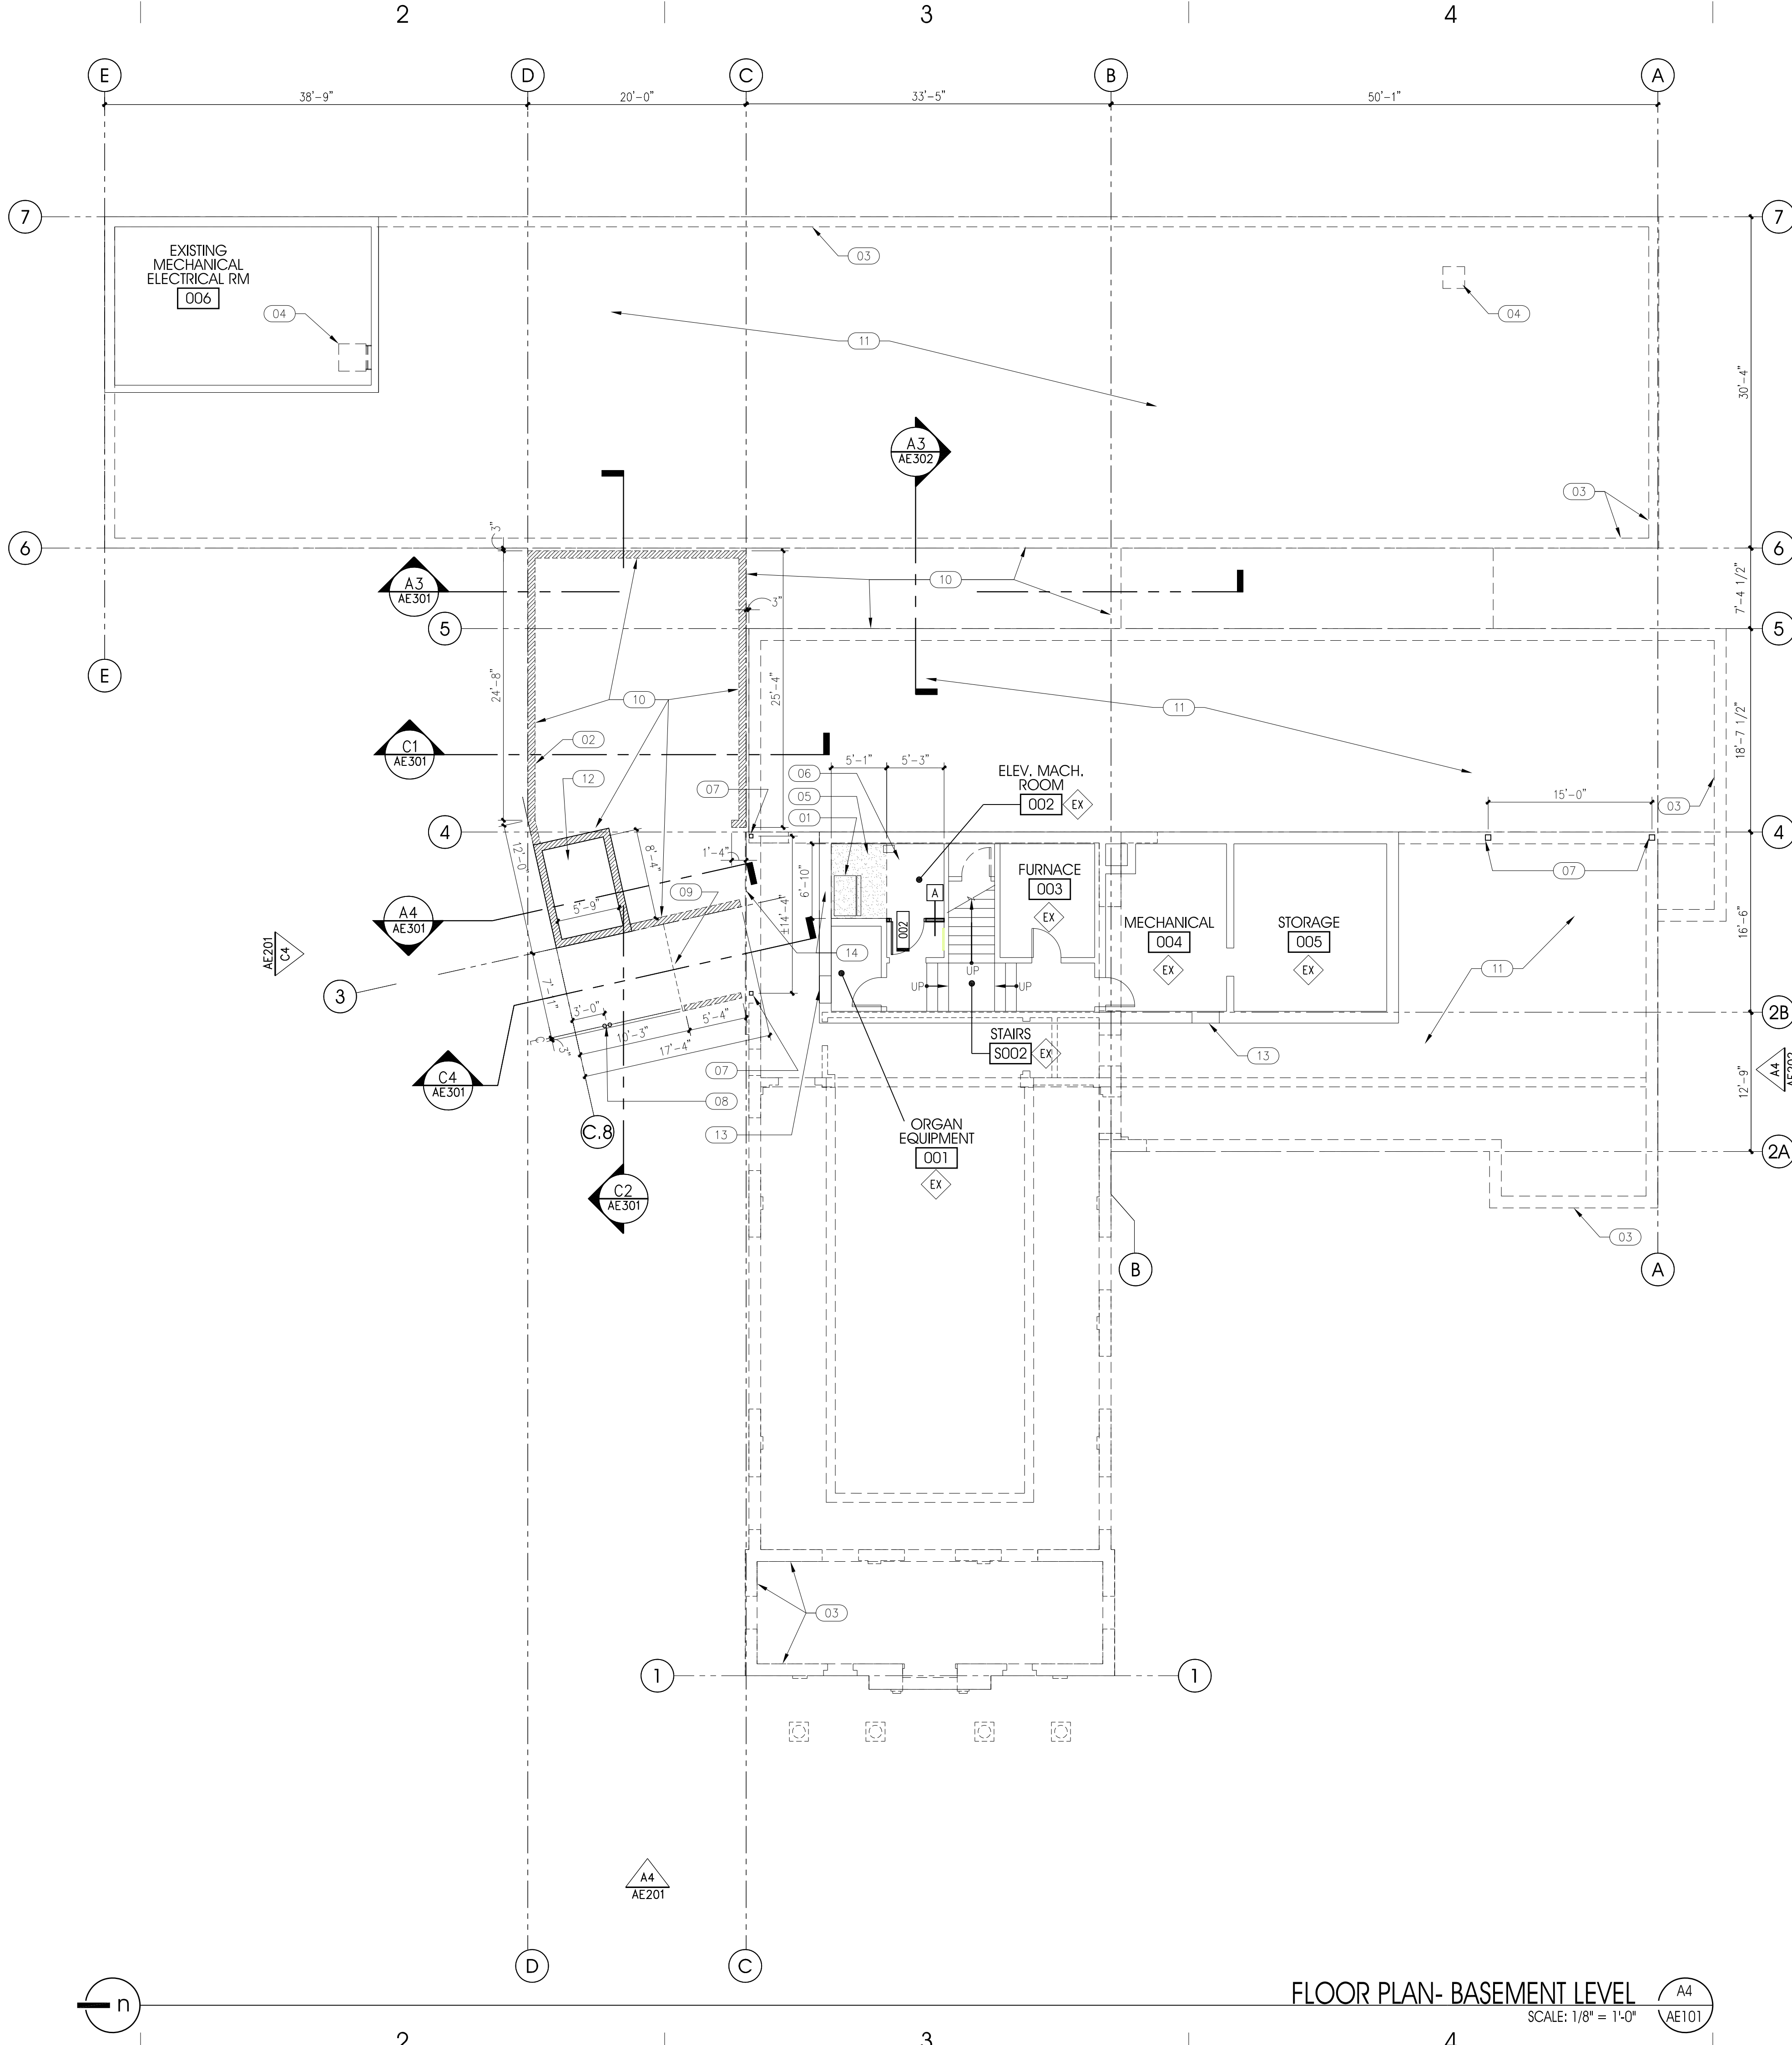 2
3
4
E
D
C
B
A
38'-9"
20'-0"
33'-5"
50'-1"
7
7
EXISTING
MECHANICAL
ELECTRICAL RM
006
03
04
04
11
30'-4"
A3
AE302
03
6
3"
6
A3
AE301
10
3"
7'-4 1/2"
5
5
E
24'-8"
10
25'-4"
11
18'-7 1/2"
C1
AE301
02
12
5'-1"
5'-3"
06
05
01
07
ELEV. MACH.
ROOM
002
EX
15'-0"
03
4
4
12'-0"
8'-4"
1'-4"
6'-10"
±14'-4"
09
5'-9"
A
002
FURNACE
003
EX
07
A4
AE301
MECHANICAL
004
EX
STORAGE
005
EX
16'-6"
AE201
C4
14
11
3
7'-1"
UP
UP
UP
3'-0"
5'-4"
10'-3"
17'-4"
3"
2B
STAIRS
S002
EX
13
07
C4
AE301
08
A4
AE202
12'-9"
C.8
13
ORGAN
EQUIPMENT
001
EX
2A
C2
AE301
03
B
A
03
1
1
A4
AE201
D
C
n
FLOOR PLAN- BASEMENT LEVEL
SCALE: 1/8" = 1'-0"
A4
AE101
2
3
4